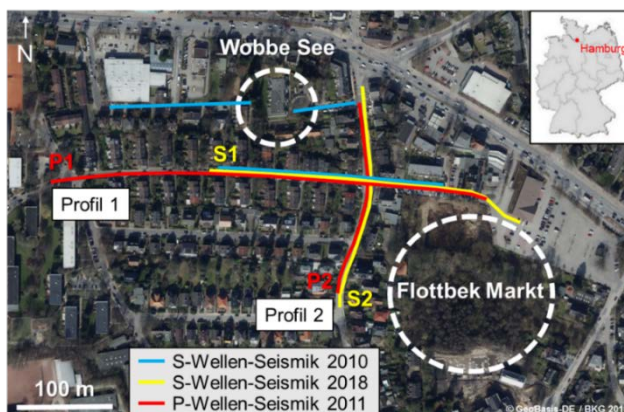 N
Wobbe See
Hamburg
P1
S1
Profil 1
P2
S2
Flottbek Markt
Profil 2
S-Wellen-Seismik 2010
S-Wellen-Seismik 2018
P-Wellen-Seismik 2011
100 m
© GeoBasis-DE / BKG